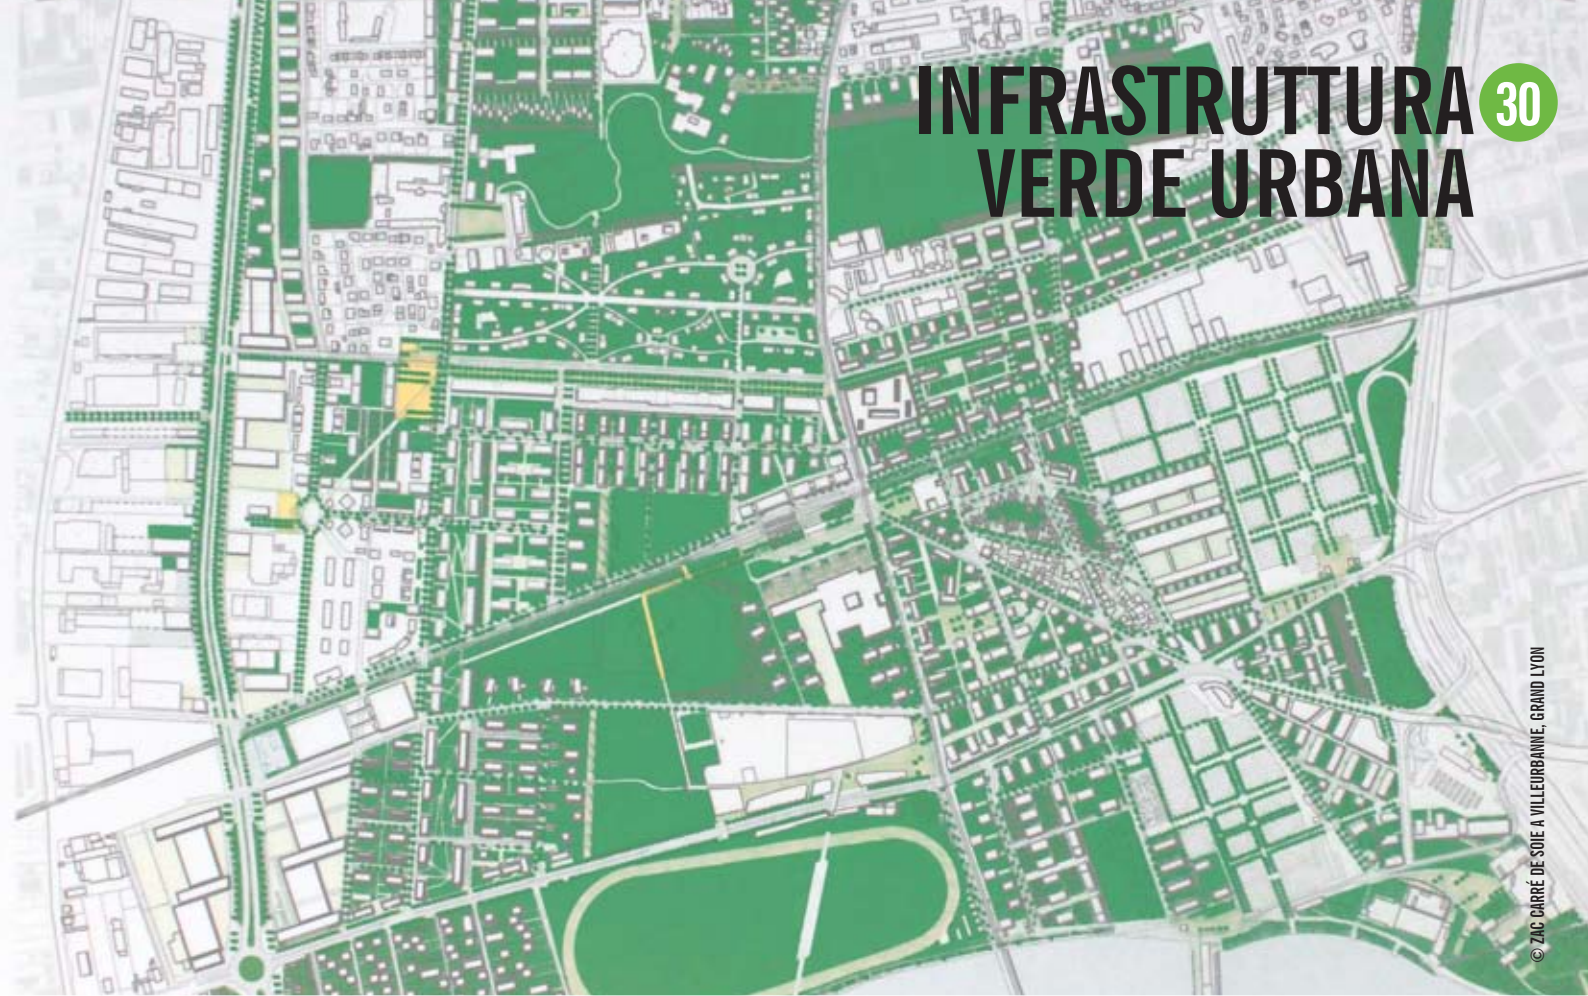 INFRASTRUTTURA 30
VERDE URBANA
© ZAC CARRÉ DE SOIE A VILLEURBANNE, GRAND LYON